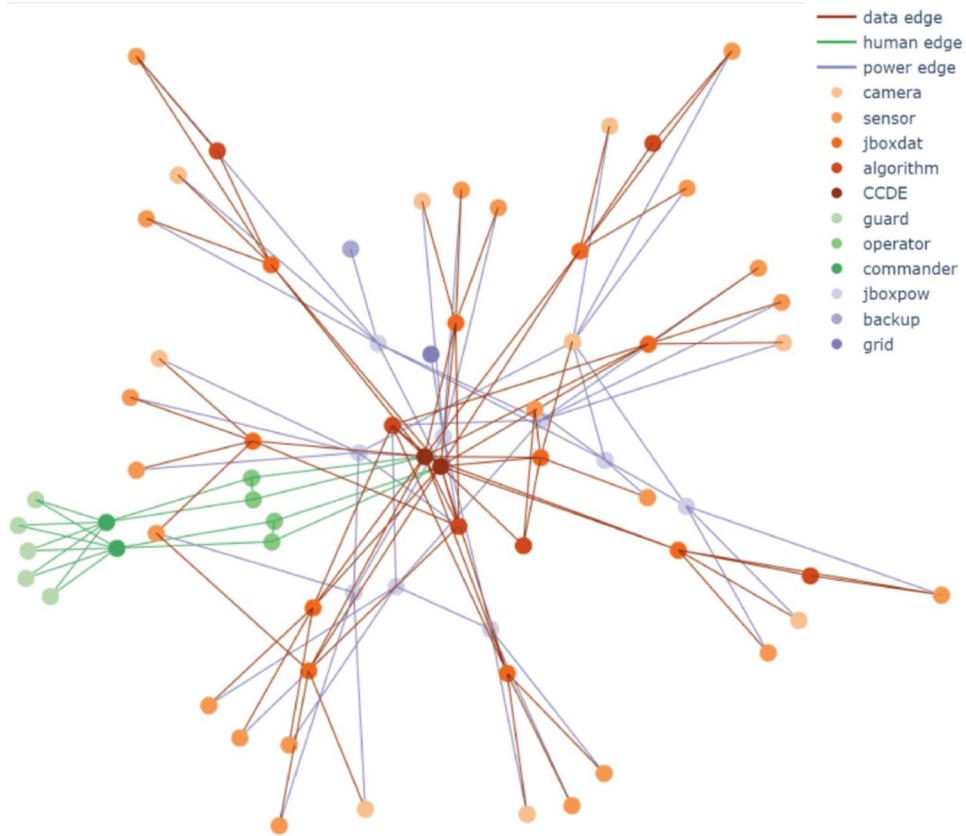 data edge
human edge
power edge
camera
sensor
jboxdat
algorithm
CCDE
guard
operator
commander
jboxpow
backup
grid